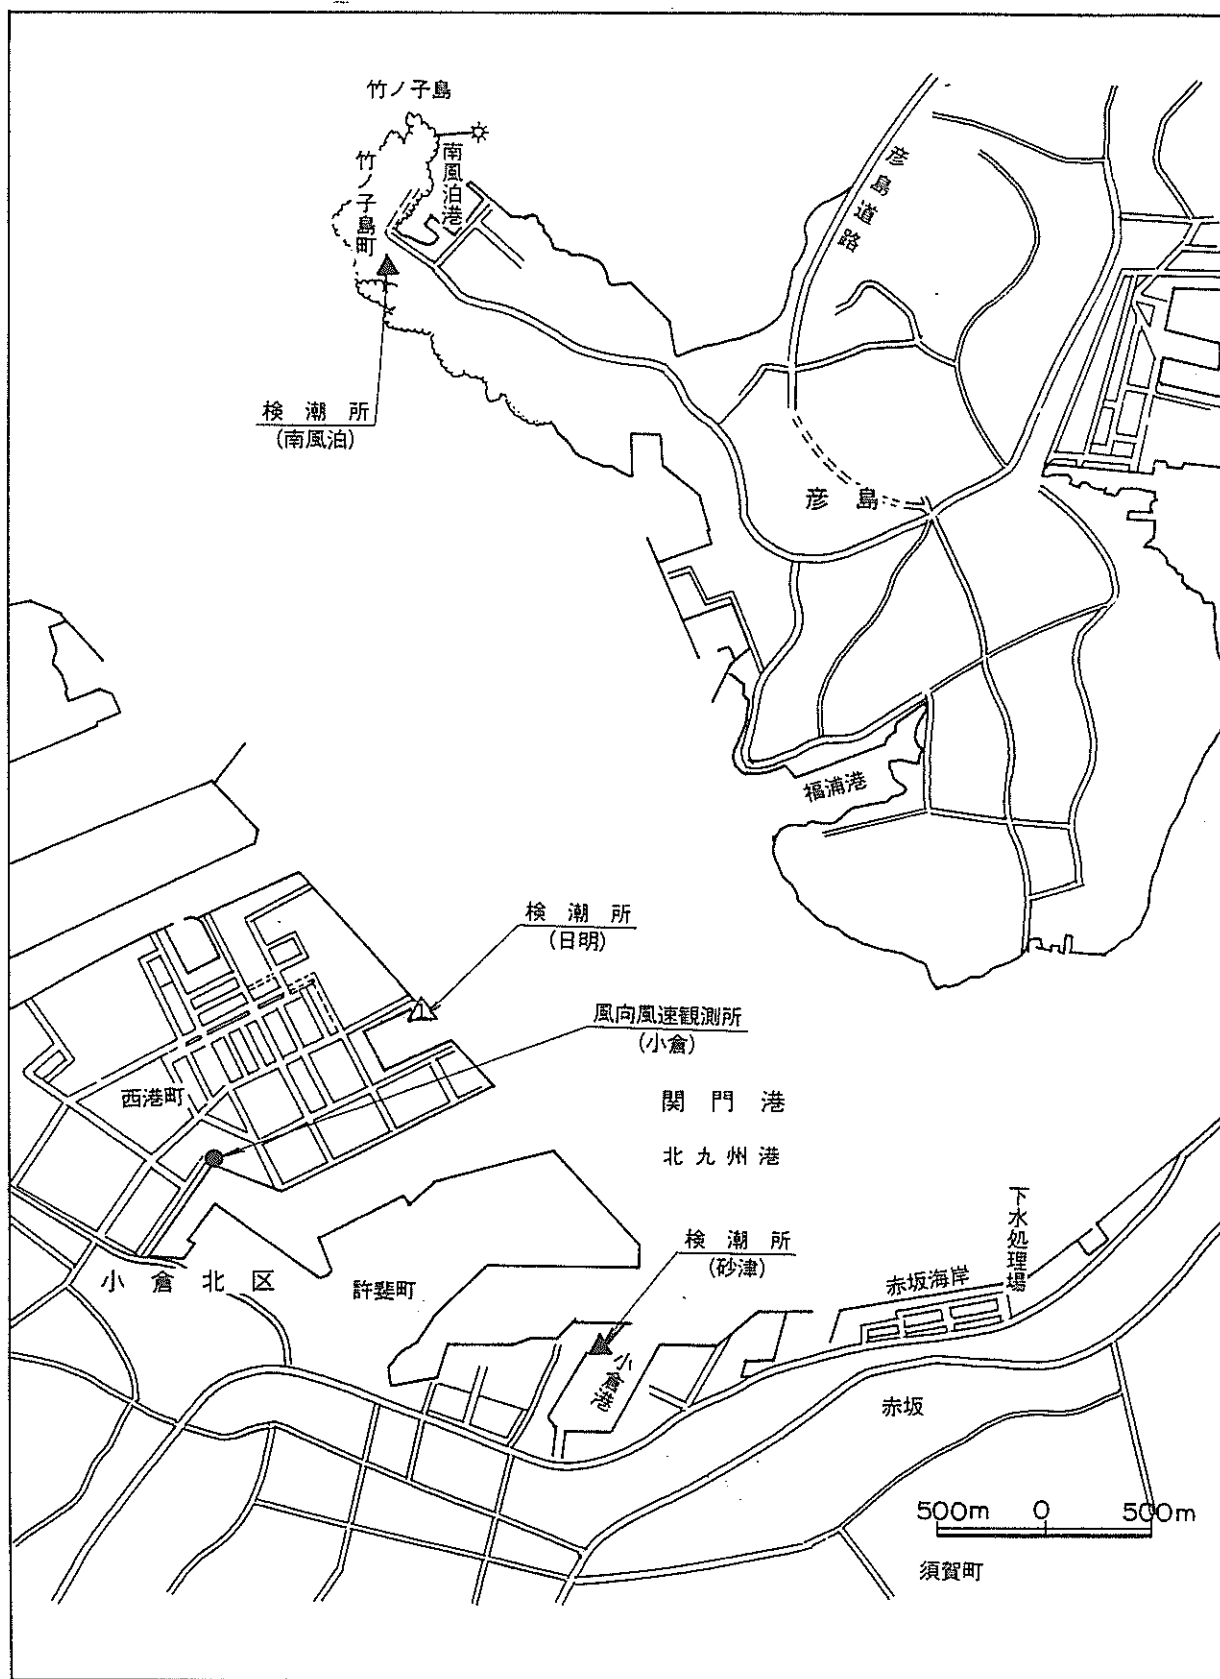 竹ノ子島
竹ノ子島町
南風泊港
彦島道路
検潮所
(南風泊)
彦島
福浦港
検潮所
(日明)
風向風速観測所
(小倉)
西港町
関門港
北九州港
検潮所
(砂津)
下水処理場
赤坂海岸
小倉北区
許斐町
小倉港
赤坂
500m 0 500m
須賀町